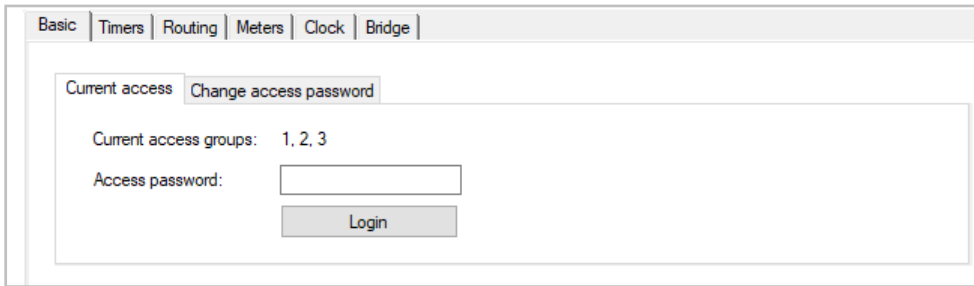 Basic Timers Routing Meters Clock Bridge
Current access Change access password
Current access groups: 1, 2, 3
Access password:
Login